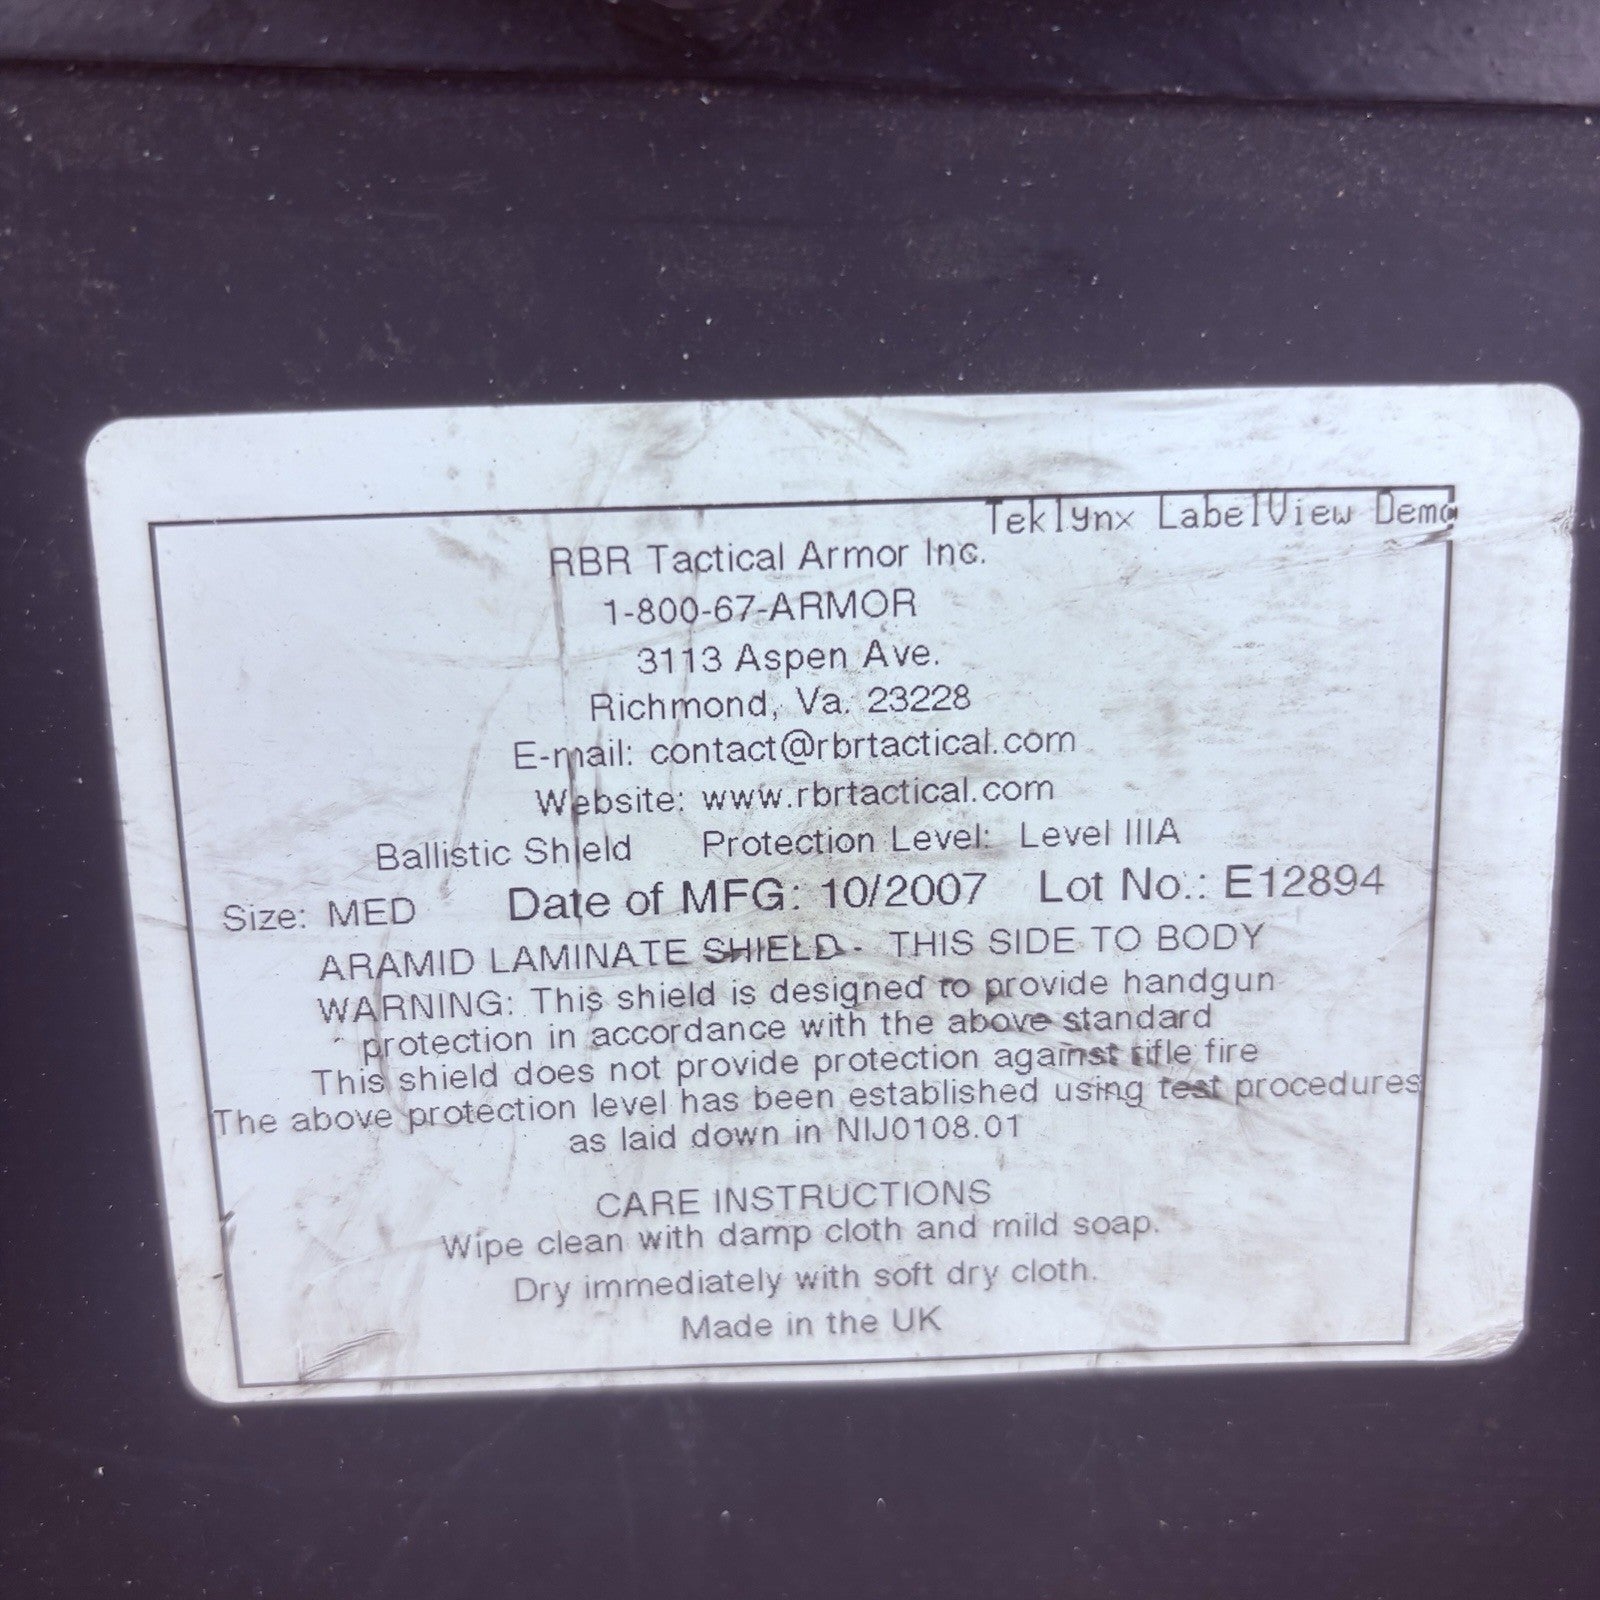 Teklynx LabelView Demo
RBR Tactical Armor Inc.
1-800-67-ARMOR
3113 Aspen Ave.
Richmond, Va. 23228
E-mail: contact@rbrtactical.com
Website: www.rbrtactical.com
Ballistic Shield Protection Level: Level IIIA
Size: MED Date of MFG: 10/2007 Lot No.: E12894
ARAMID LAMINATE SHIELD - THIS SIDE TO BODY
WARNING: This shield is designed to provide handgun
protection in accordance with the above standard
This shield does not provide protection against rifle fire
The above protection level has been established using test procedures
as laid down in NIJ0108.01
CARE INSTRUCTIONS
Wipe clean with damp cloth and mild soap.
Dry immediately with soft dry cloth.
Made in the UK